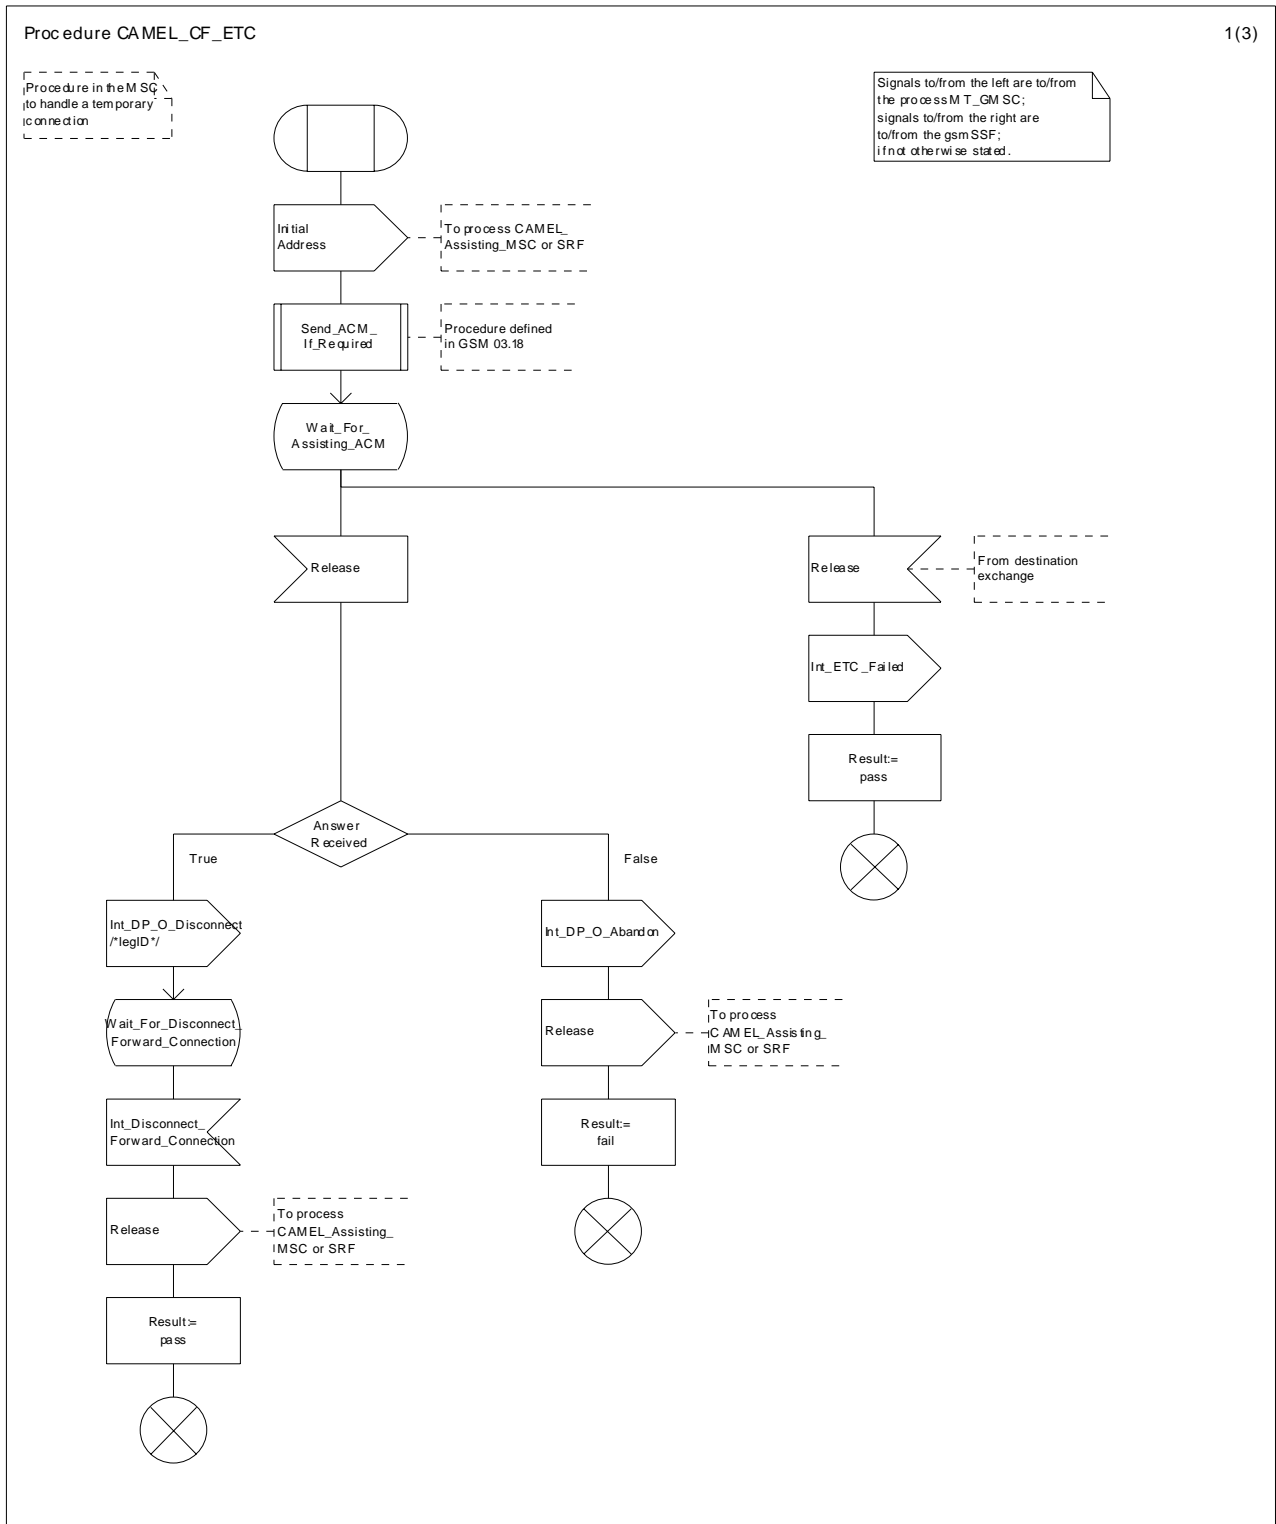 Procedure CAMEL_CF_ETC
1(3)
Procedure in the MSC
to handle a temporary
connection
Signals to/from the left are to/from
the process MT_GMSC;
signals to/from the right are
to/from the gsmSSF;
if not otherwise stated.
Initial
Address
To process CAMEL_
Assisting_MSC or SRF
Send_ACM_
If_Required
Procedure defined
in GSM 03.18
Wait_For_
Assisting_ACM
Release
Release
From destination
exchange
Int_ETC_Failed
Result:=
pass
Answer
Received
True
False
Int_DP_O_Disconnect
/*legID*/
Int_DP_O_Abandon
Wait_For_Disconnect_
Forward_Connection
Release
To process
CAMEL_Assisting_
MSC or SRF
Int_Disconnect_
Forward_Connection
Result:=
fail
Release
To process
CAMEL_Assisting_
MSC or SRF
Result:=
pass